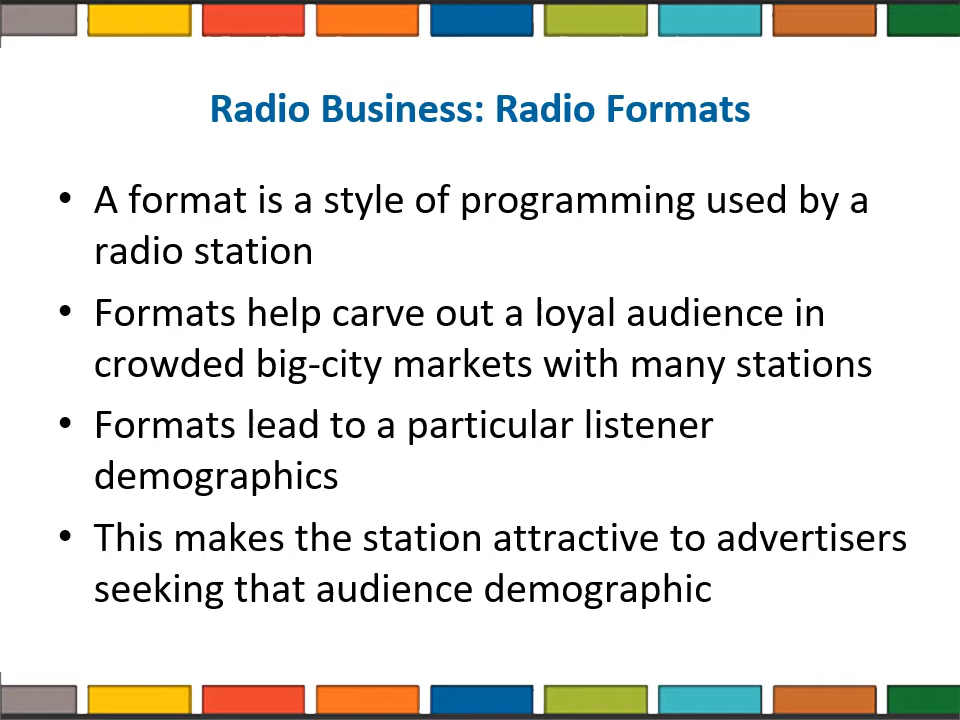 Radio Business: Radio Formats
• A format is a style of programming used by a
radio station
• Formats help carve out a loyal audience in
crowded big-city markets with many stations
• Formats lead to a particular listener
demographics
• This makes the station attractive to advertisers
seeking that audience demographic